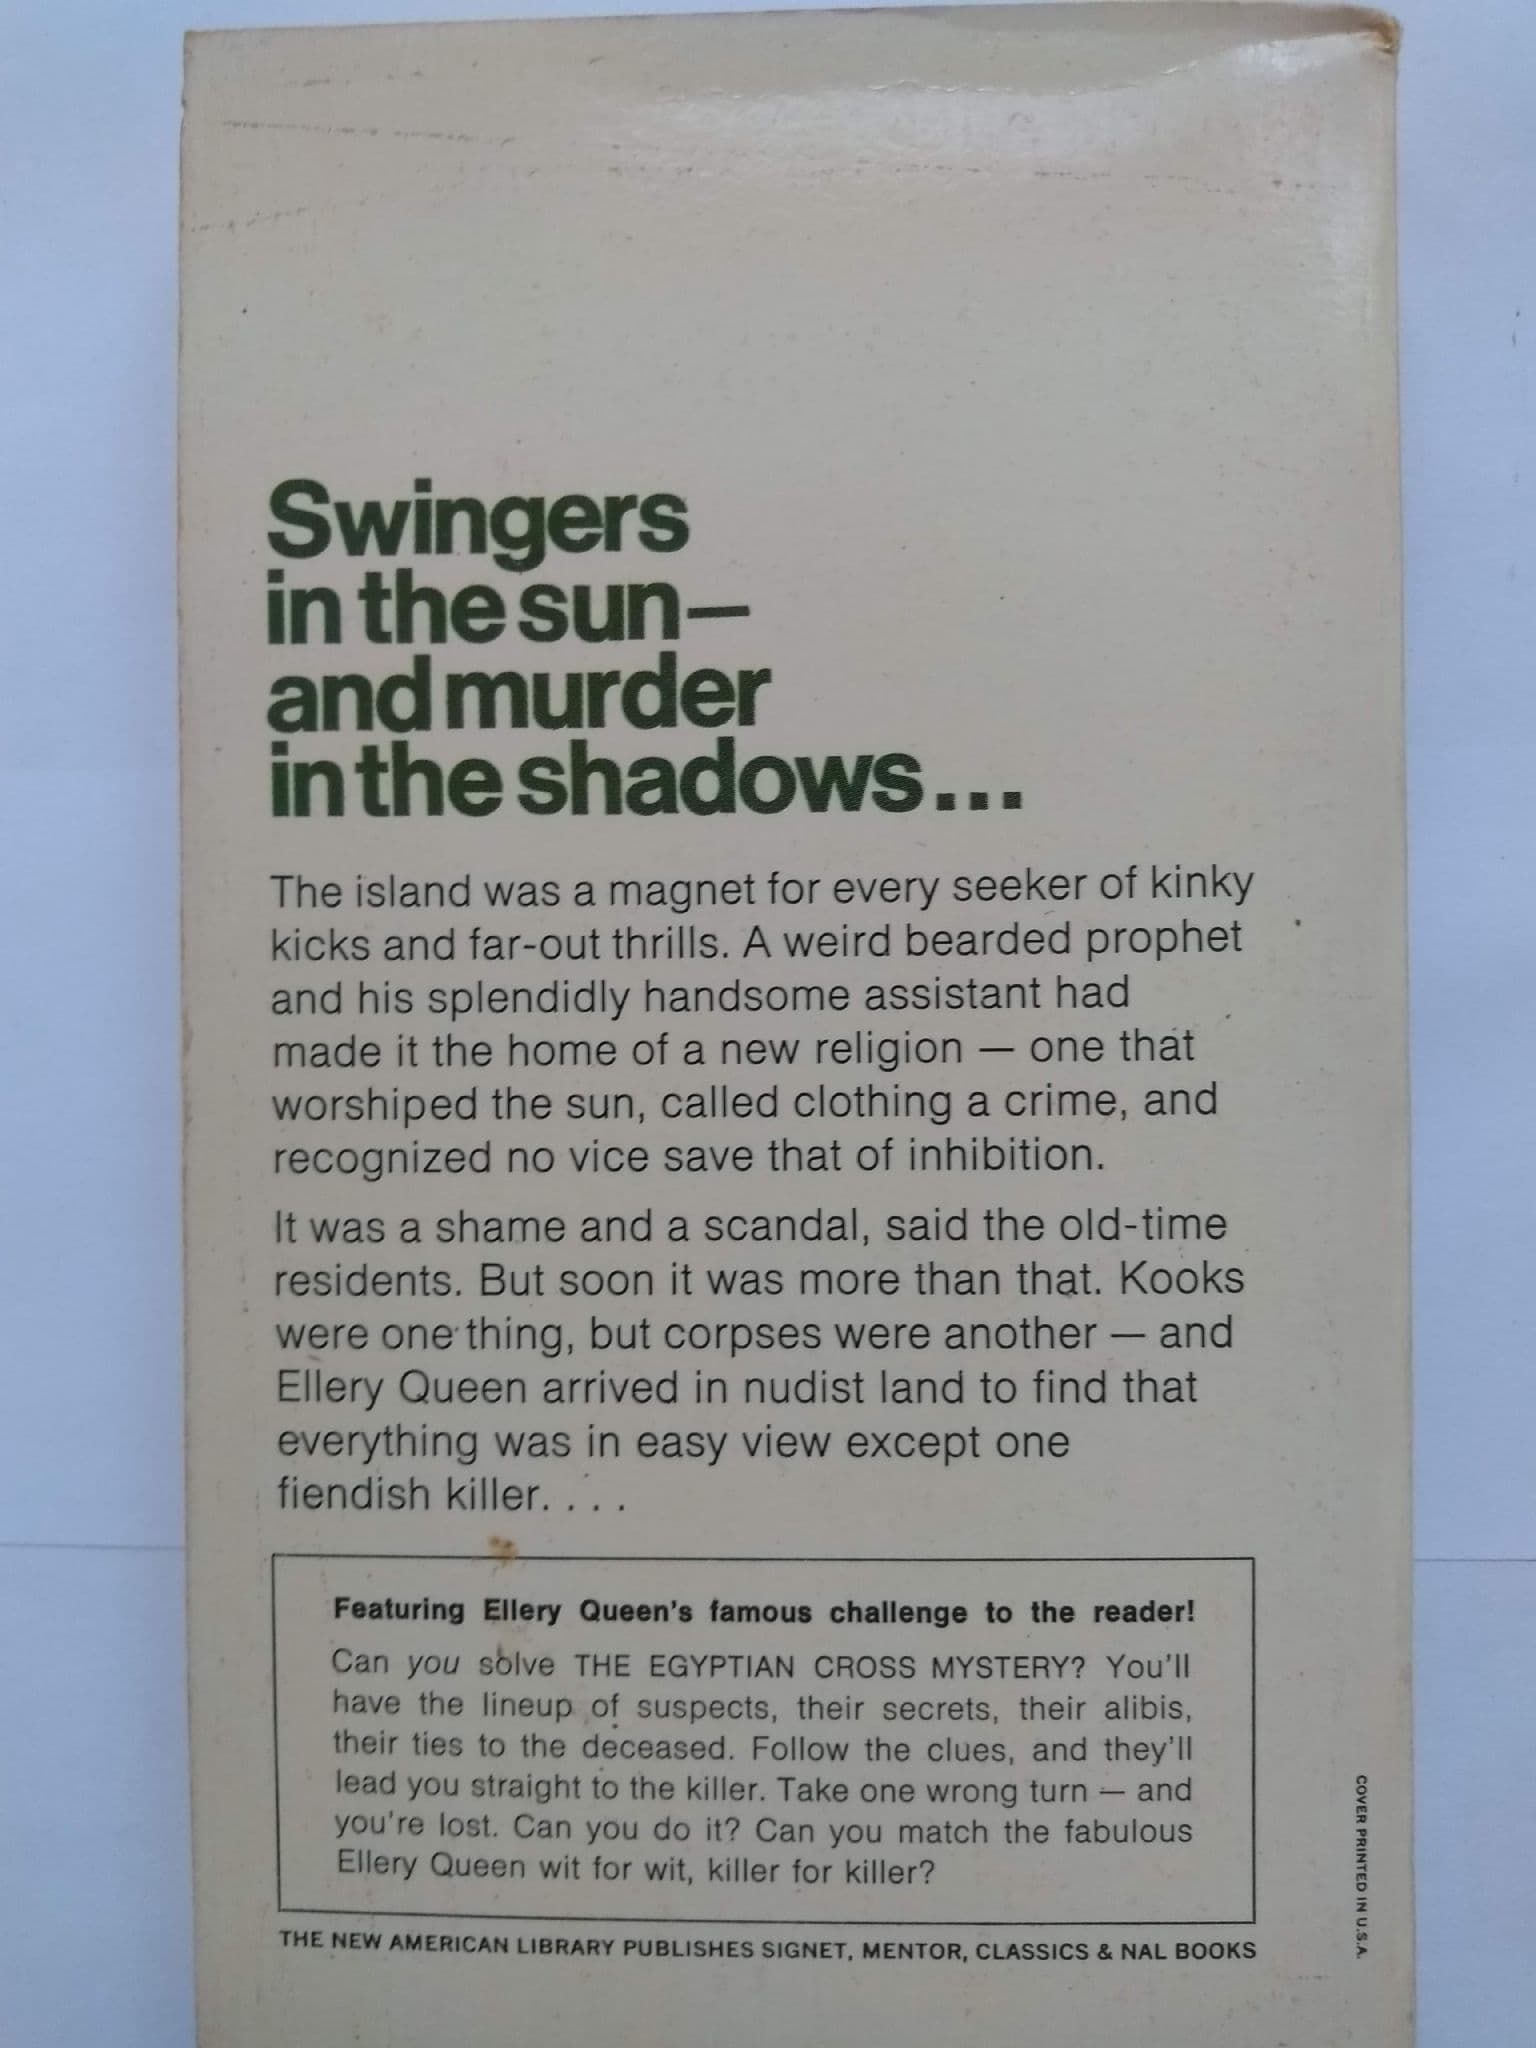 Swingers
in the sun—
and murder
in the shadows...
The island was a magnet for every seeker of kinky
kicks and far-out thrills. A weird bearded prophet
and his splendidly handsome assistant had
made it the home of a new religion — one that
worshiped the sun, called clothing a crime, and
recognized no vice save that of inhibition.
It was a shame and a scandal, said the old-time
residents. But soon it was more than that. Kooks
were one thing, but corpses were another — and
Ellery Queen arrived in nudist land to find that
everything was in easy view except one
fiendish killer. . . .
Featuring Ellery Queen's famous challenge to the reader!
Can you solve THE EGYPTIAN CROSS MYSTERY? You'll
have the lineup of suspects, their secrets, their alibis,
their ties to the deceased. Follow the clues, and they'll
lead you straight to the killer. Take one wrong turn — and
you're lost. Can you do it? Can you match the fabulous
Ellery Queen wit for wit, killer for killer?
THE NEW AMERICAN LIBRARY PUBLISHES SIGNET, MENTOR, CLASSICS & NAL BOOKS
COVER PRINTED IN U.S.A.